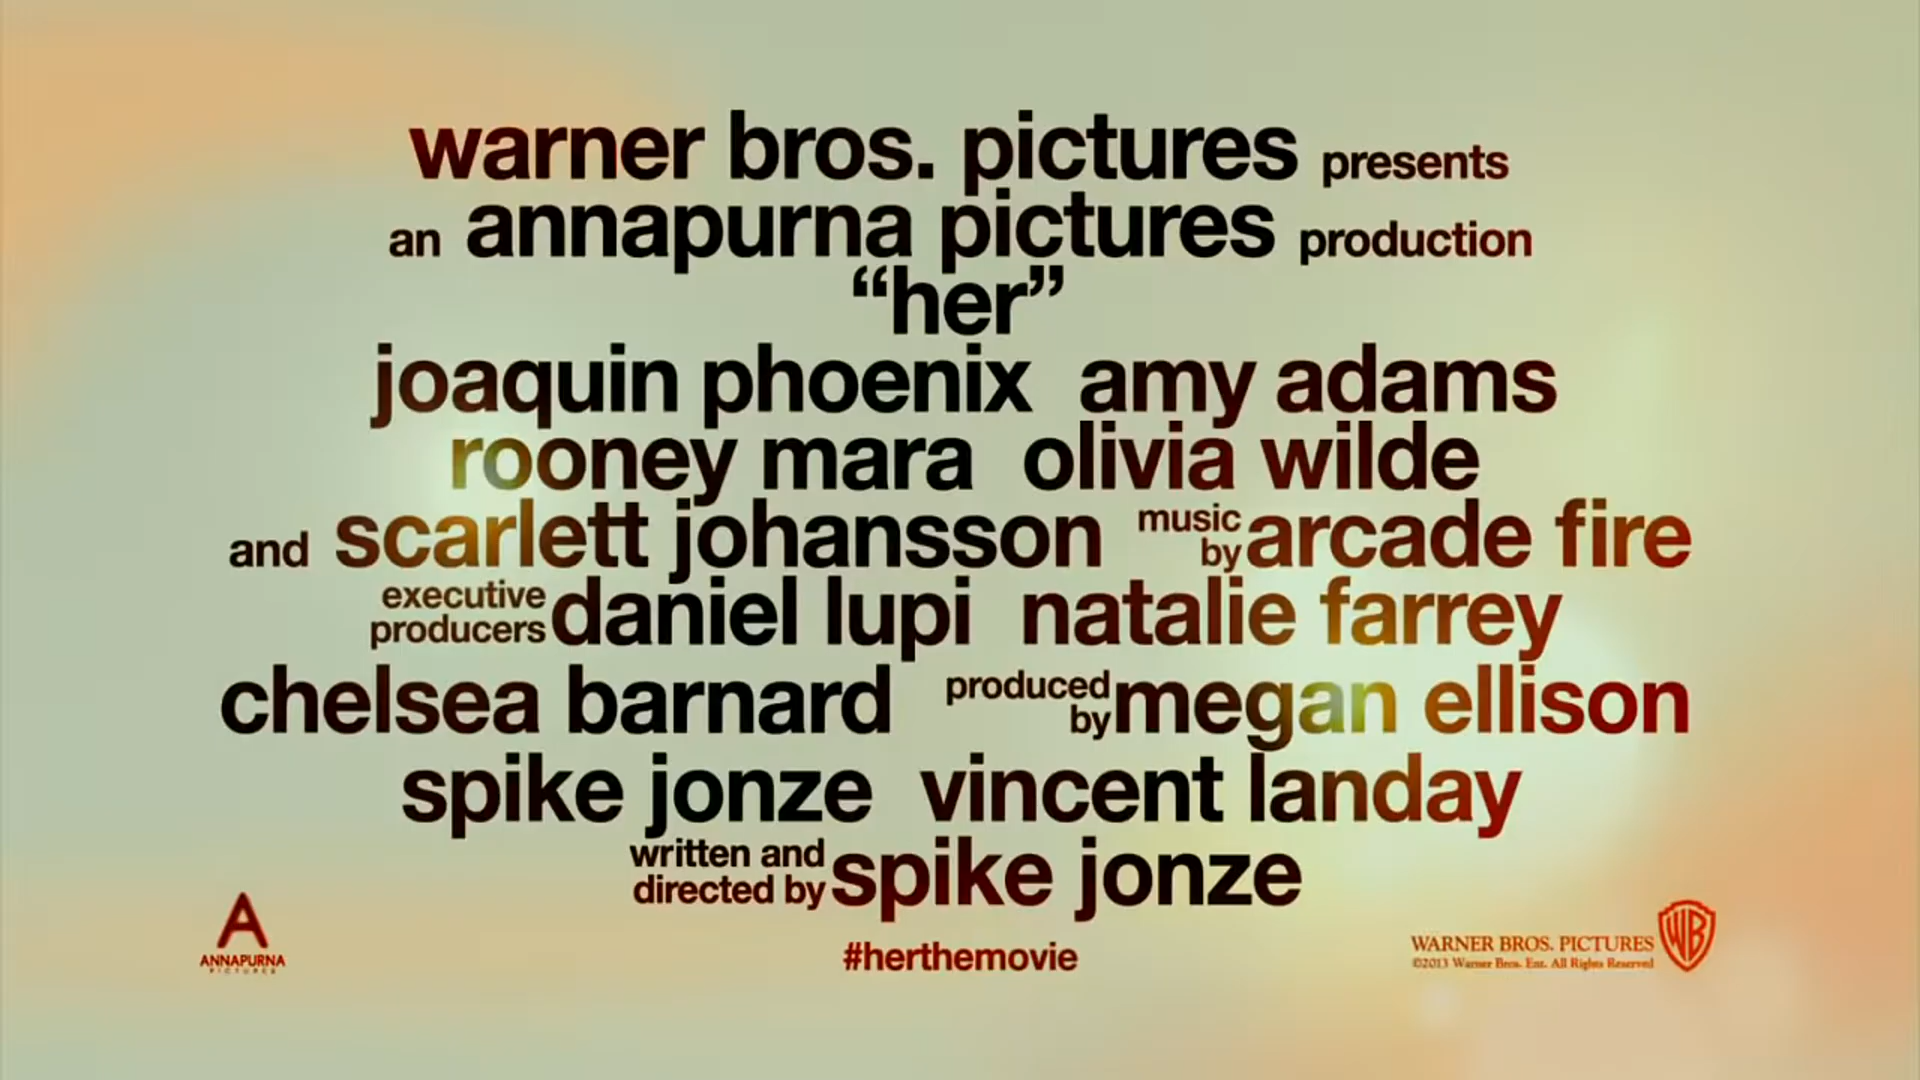 warner bros. pictures presents
an annapurna pictures production
“her”
joaquin phoenix amy adams
rooney mara olivia wilde
and scarlett johansson music by arcade fire
executive producers daniel lupi natalie farrey
chelsea barnard produced by megan ellison
spike jonze vincent landay
written and directed by spike jonze
#herthemovie
A
ANNAPURNA
PICTURES
WARNER BROS. PICTURES
©2013 Warner Bros. Ent. All Rights Reserved
WB